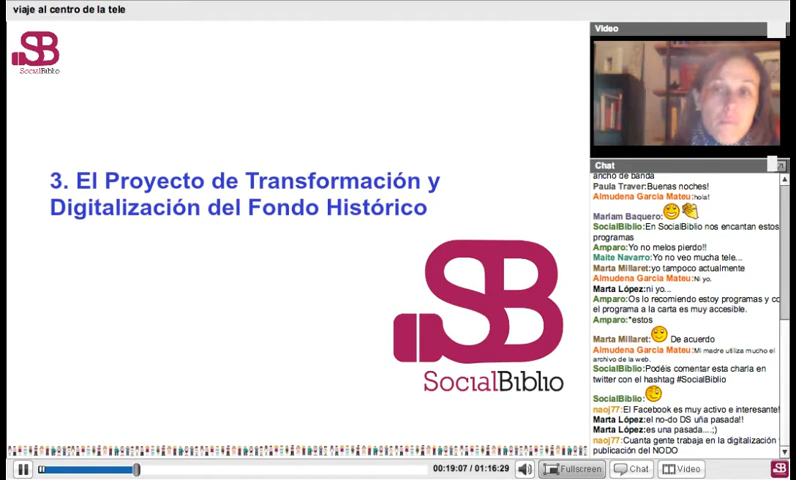 viaje al centro de la tele
SB
SocialBiblio
3. El Proyecto de Transformación y
Digitalización del Fondo Histórico
SB
SocialBiblio
Video
Chat
ancho de banda
Paula Traver:Buenas noches!
Almudena Garcia Mateu:hola!
Mariam Baquero:
SocialBiblio:En SocialBiblio nos encantan estos
programas
Amparo:Yo no melos pierdo!!
Maite Navarro:Yo no veo mucha tele...
Marta Millaret:yo tampoco actualmente
Almudena Garcia Mateu:Ni yo.
Marta López:ni yo...
Amparo:Os lo recomiendo estoy programas y co
el programa a la carta es muy accesible.
Amparo:*estos
Marta Millaret: De acuerdo
Almudena Garcia Mateu:Mi madre utiliza mucho el
archivo de la web.
SocialBiblio:Podéis comentar esta charla en
twitter con el hashtag #SocialBiblio
SocialBiblio:
naoj77:El Facebook es muy activo e interesante!
Marta López:el no-do DS uña pasada!!
Marta López:es una pasada....;)
naoj77:Cuanta gente trabaja en la digitalización
publicación del NODO
00:19:07 / 01:16:29
Fullscreen
Chat
Video
SB